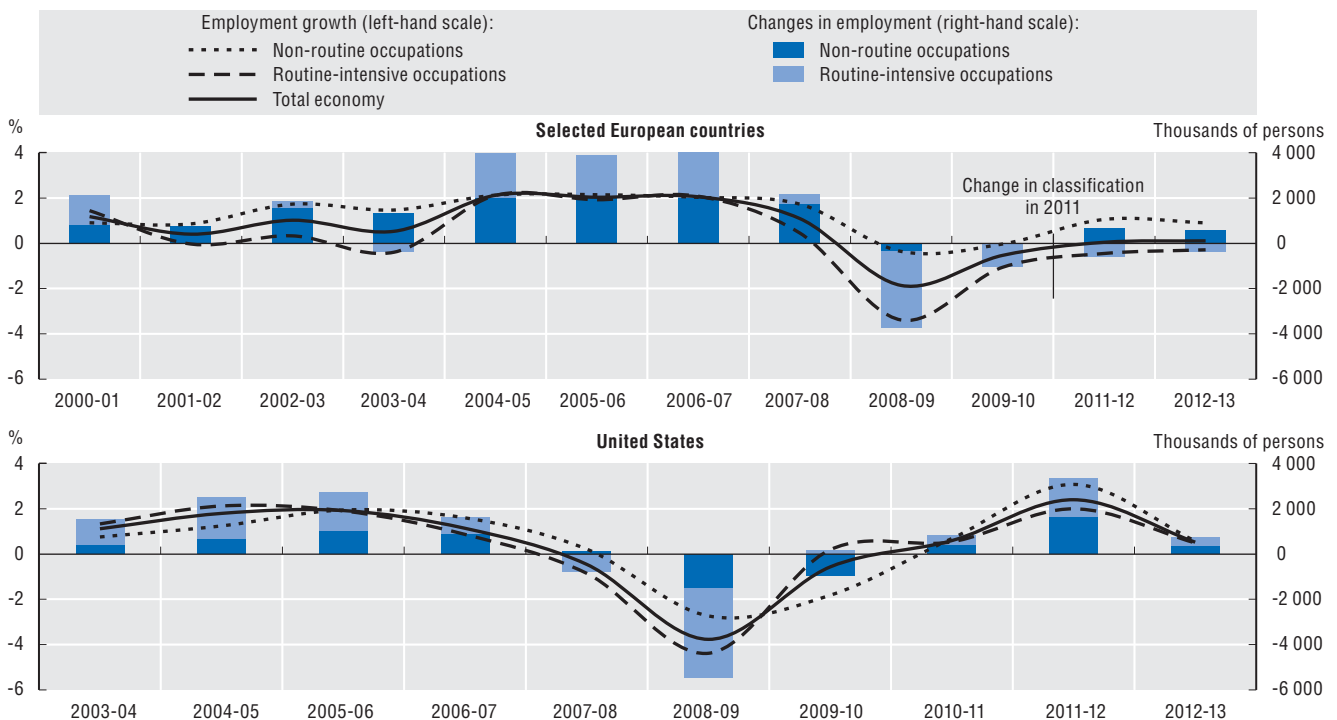 Employment growth (left-hand scale):
Non-routine occupations
Routine-intensive occupations
Total economy
Changes in employment (right-hand scale):
Non-routine occupations
Routine-intensive occupations
% Selected European countries Thousands of persons
4 4 000
2 2 000
0 0
-2 -2 000
-4 -4 000
-6 -6 000
Change in classification
in 2011
2000-01 2001-02 2002-03 2003-04 2004-05 2005-06 2006-07 2007-08 2008-09 2009-10 2011-12 2012-13
% United States Thousands of persons
4 4 000
2 2 000
0 0
-2 -2 000
-4 -4 000
-6 -6 000
2003-04 2004-05 2005-06 2006-07 2007-08 2008-09 2009-10 2010-11 2011-12 2012-13